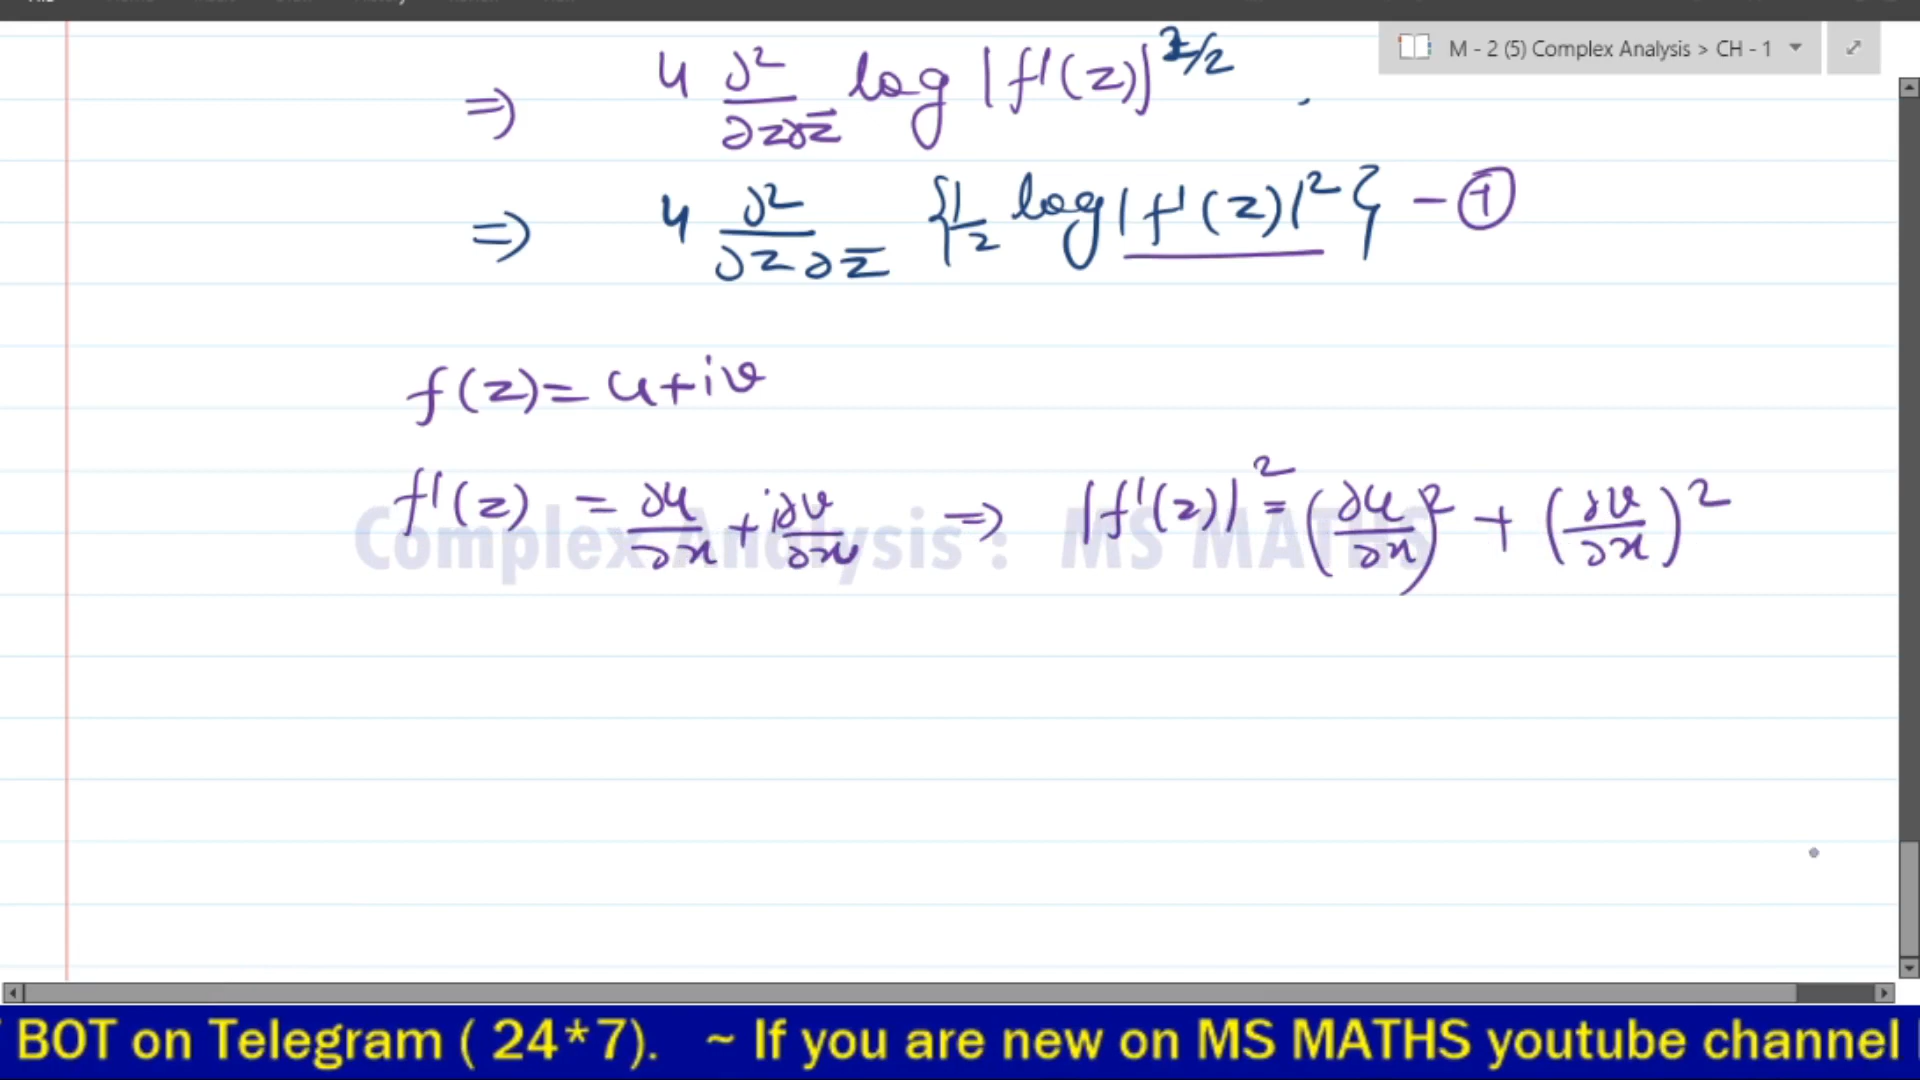 M - 2 (5) Complex Analysis > CH - 1
=> 4 ∂²/∂z∂z̄ log |f'(z)|^2/2 .
=> 4 ∂²/∂z∂z̄ {1/2 log|f'(z)|²} - ①
f(z)= u+iv
f'(z) = ∂u/∂x + i∂v/∂x => |f'(z)|² = (∂u/∂x)² + (∂v/∂x)²
Complex Analysis : MS MATHS
BOT on Telegram ( 24*7). ~ If you are new on MS MATHS youtube channel